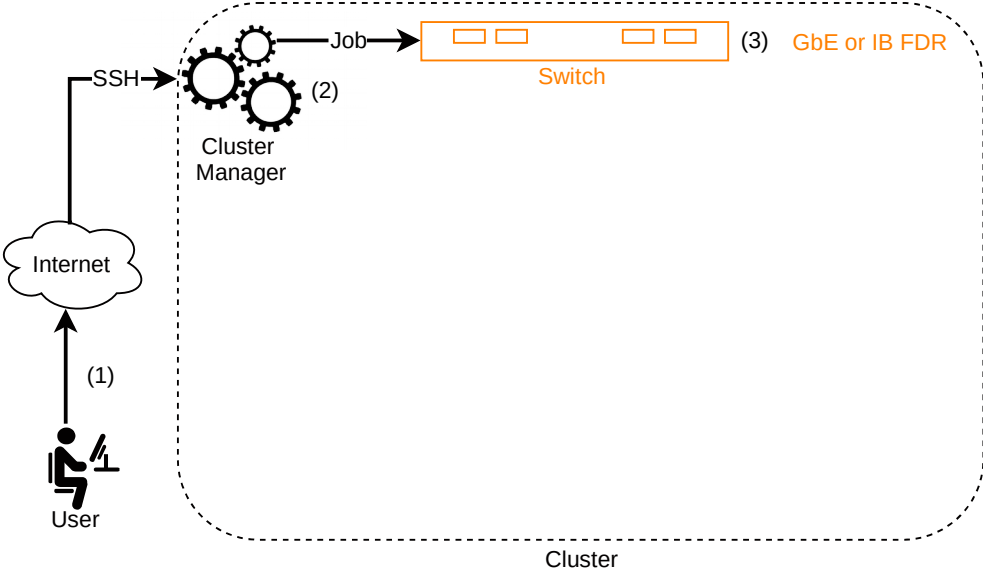 Job
(3)
GbE or IB FDR
SSH
Switch
(2)
Cluster
Manager
Internet
(1)
User
Cluster